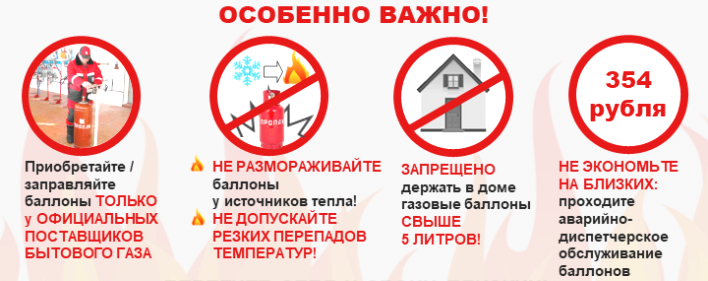 ОСОБЕННО ВАЖНО!
ПРОПАН
354
рубля
Приобретайте /
заправляйте
баллоны ТОЛЬКО
у ОФИЦИАЛЬНЫХ
ПОСТАВЩИКОВ
БЫТОВОГО ГАЗА
НЕ РАЗМОРАЖИВАЙТЕ
баллоны
у источников тепла!
НЕ ДОПУСКАЙТЕ
РЕЗКИХ ПЕРЕПАДОВ
ТЕМПЕРАТУР!
ЗАПРЕЩЕНО
держать в доме
газовые баллоны
СВЫШЕ
5 ЛИТРОВ!
НЕ ЭКОНОМЬТЕ
НА БЛИЗКИХ:
проходите
аварийно-
диспетчерское
обслуживание
баллонов